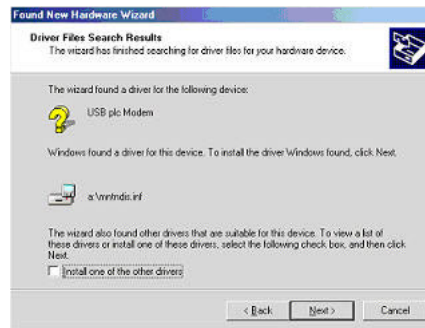 Found New Hardware Wizard
Driver Files Search Results
The wizard has finished searching for driver files for your hardware device.
The wizard found a driver for the following device:
USB plc Modem
Windows found a driver for this device. To install the driver Windows found, click Next.
a:\mntndis.inf
The wizard also found other drivers that are suitable for this device. To view a list of
these drivers or install one of these drivers, select the following check box, and then click
Next.
Install one of the other drivers
< Back
Next >
Cancel